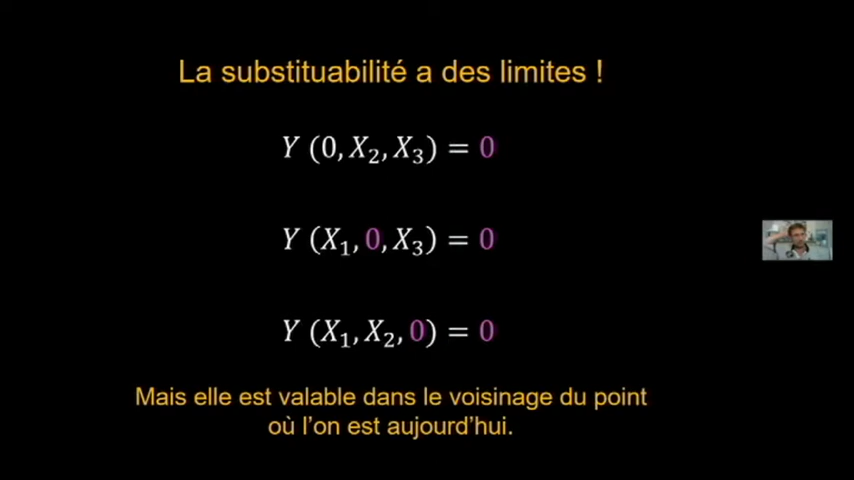 La substituabilité a des limites !
Y (0, X₂, X₃) = 0
Y (X₁, 0, X₃) = 0
Y (X₁, X₂, 0) = 0
Mais elle est valable dans le voisinage du point
où l'on est aujourd'hui.